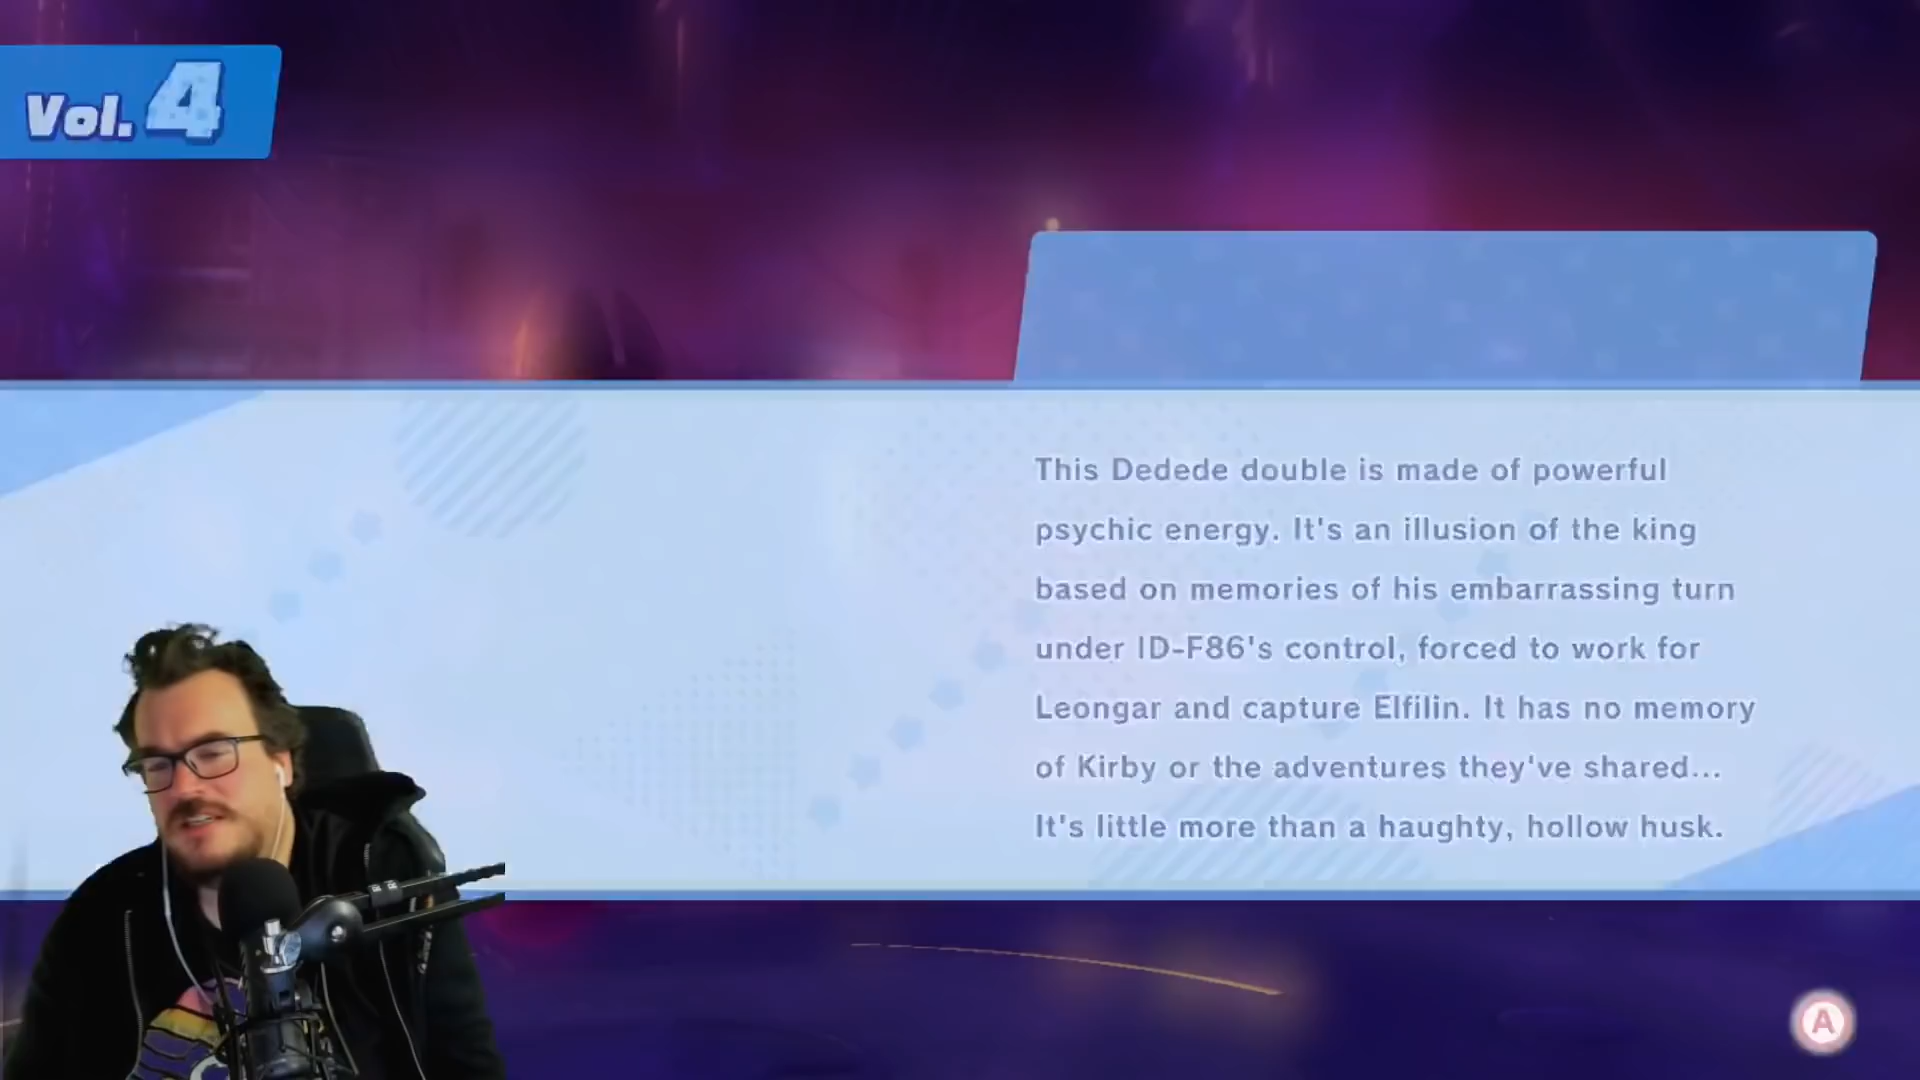 Vol. 4
This Dedede double is made of powerful
psychic energy. It's an illusion of the king
based on memories of his embarrassing turn
under ID-F86's control, forced to work for
Leongar and capture Elfilin. It has no memory
of Kirby or the adventures they've shared...
It's little more than a haughty, hollow husk.
A